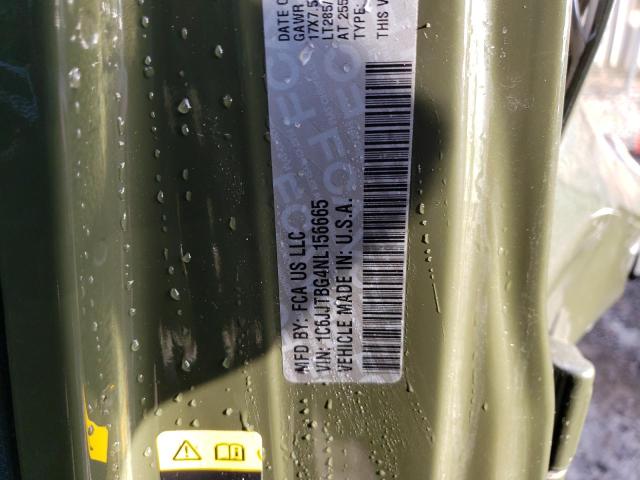 MFD BY: FCA US LLC
DATE O
VIN: 1C6JJTBG4NL156665
GAWR
VEHICLE MADE IN: U.S.A.
17X7.5
LT285/
AT 255
TYPE:
THIS V